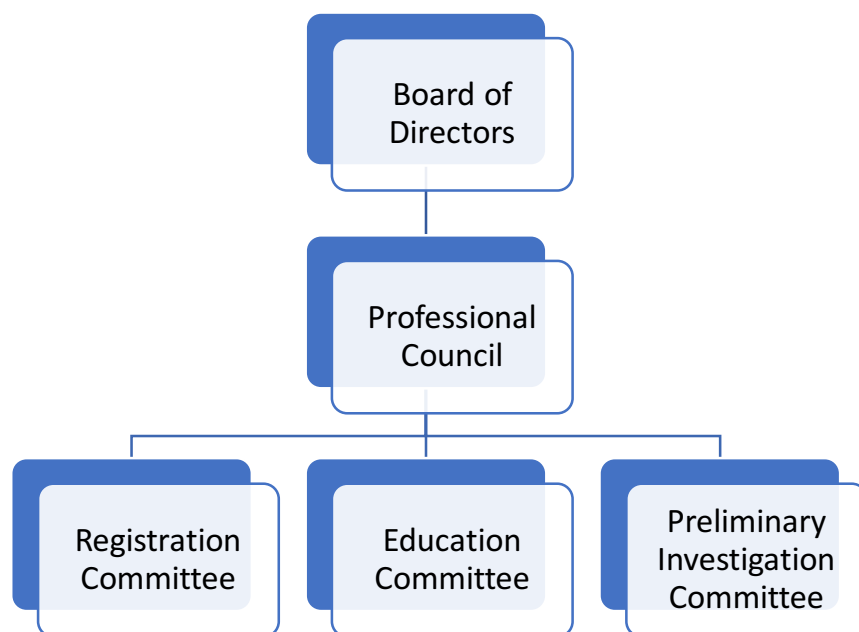 Board of
Directors
Professional
Council
Registration
Committee
Education
Committee
Preliminary
Investigation
Committee